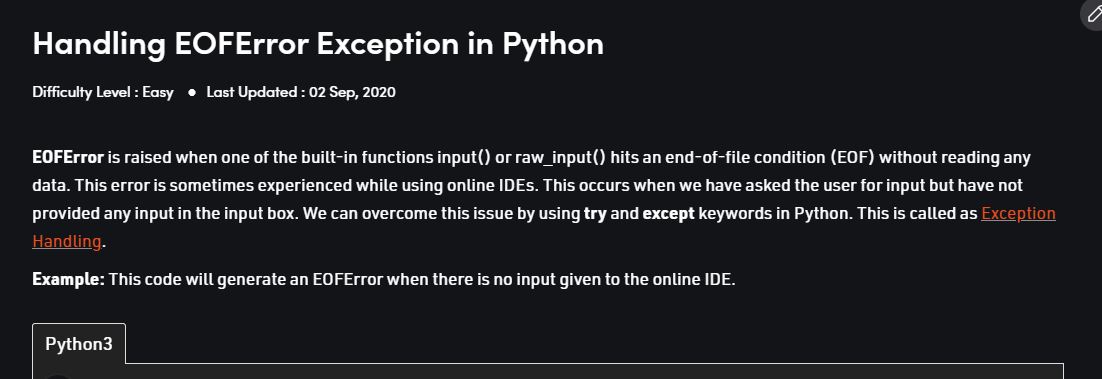 Handling EOFError Exception in Python
Difficulty Level : Easy ● Last Updated : 02 Sep, 2020
EOFError is raised when one of the built-in functions input() or raw_input() hits an end-of-file condition (EOF) without reading any
data. This error is sometimes experienced while using online IDEs. This occurs when we have asked the user for input but have not
provided any input in the input box. We can overcome this issue by using try and except keywords in Python. This is called as Exception
Handling.
Example: This code will generate an EOFError when there is no input given to the online IDE.
Python3